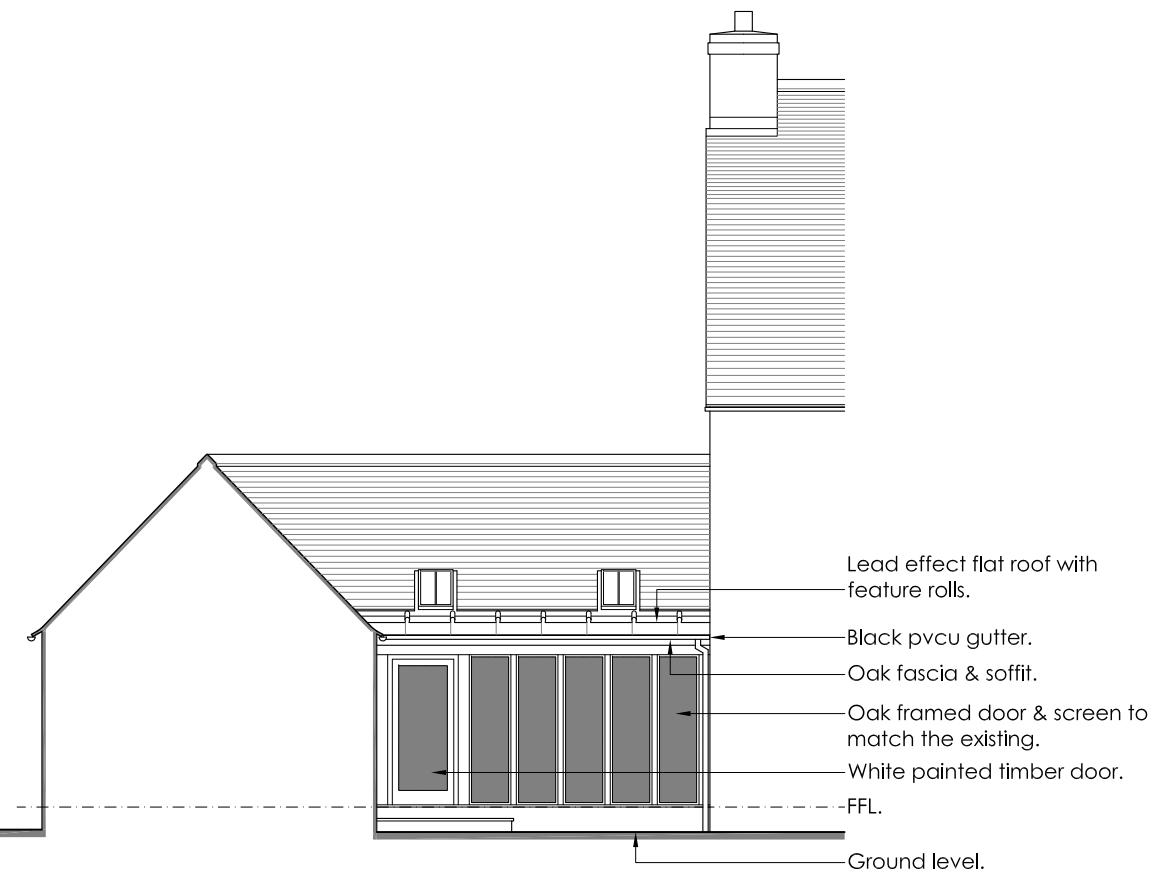 Lead effect flat roof with
feature rolls.
Black pvcu gutter.
Oak fascia & soffit.
Oak framed door & screen to
match the existing.
White painted timber door.
FFL.
Ground level.